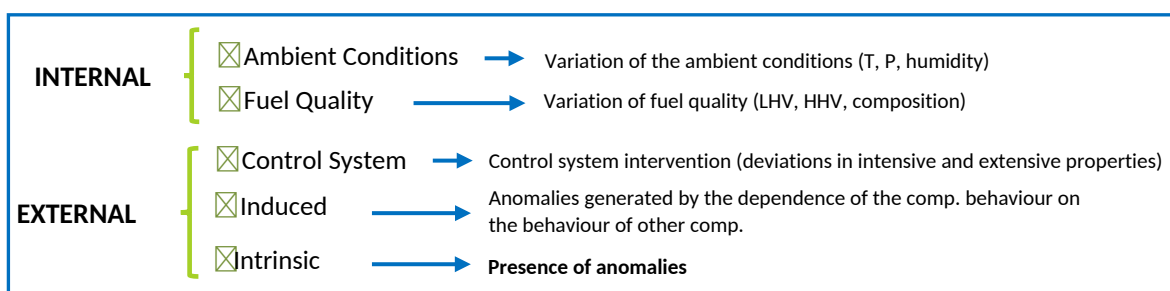 INTERNAL
Ambient Conditions
Variation of the ambient conditions (T, P, humidity)
Fuel Quality
Variation of fuel quality (LHV, HHV, composition)
EXTERNAL
Control System
Control system intervention (deviations in intensive and extensive properties)
Induced
Anomalies generated by the dependence of the comp. behaviour on
the behaviour of other comp.
Intrinsic
Presence of anomalies